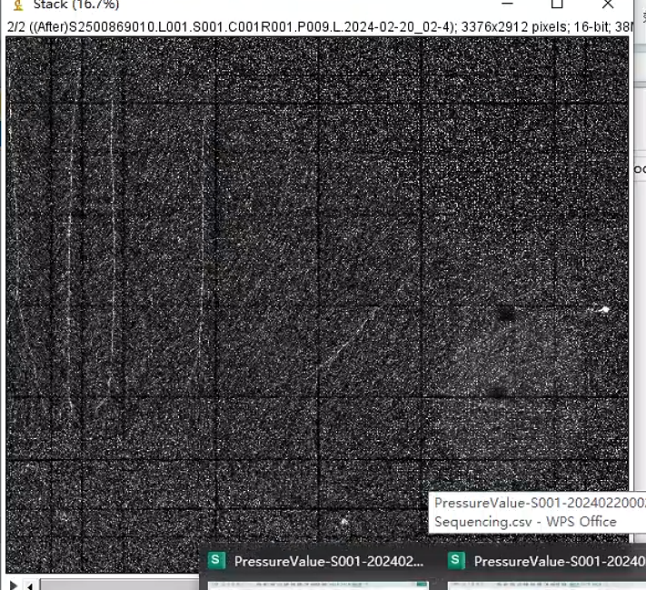 Stack (16.7%)
2/2 ((After)S2500869010.L001.S001.C001R001.P009.L.2024-02-20_02-4); 3376x2912 pixels; 16-bit; 38
PressureValue-S001-2024022000
Sequencing.csv - WPS Office
S PressureValue-S001-202402...
S PressureValue-S001-20240